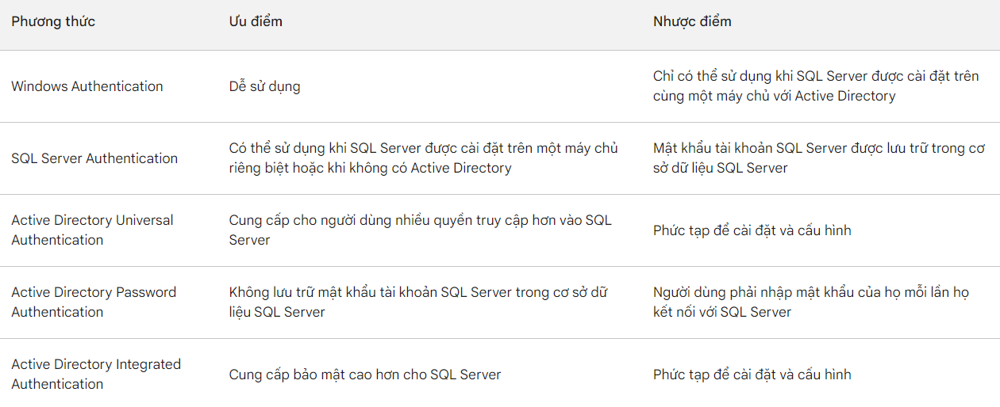 Phương thức Ưu điểm Nhược điểm
Windows Authentication
Dễ sử dụng
Chỉ có thể sử dụng khi SQL Server được cài đặt trên
cùng một máy chủ với Active Directory
SQL Server Authentication
Có thể sử dụng khi SQL Server được cài đặt trên một máy chủ
riêng biệt hoặc khi không có Active Directory
Mật khẩu tài khoản SQL Server được lưu trữ trong cơ
sở dữ liệu SQL Server
Active Directory Universal
Authentication
Cung cấp cho người dùng nhiều quyền truy cập hơn vào SQL
Server
Phức tạp để cài đặt và cấu hình
Active Directory Password
Authentication
Không lưu trữ mật khẩu tài khoản SQL Server trong cơ sở dữ
liệu SQL Server
Người dùng phải nhập mật khẩu của họ mỗi lần họ
kết nối với SQL Server
Active Directory Integrated
Authentication
Cung cấp bảo mật cao hơn cho SQL Server
Phức tạp để cài đặt và cấu hình